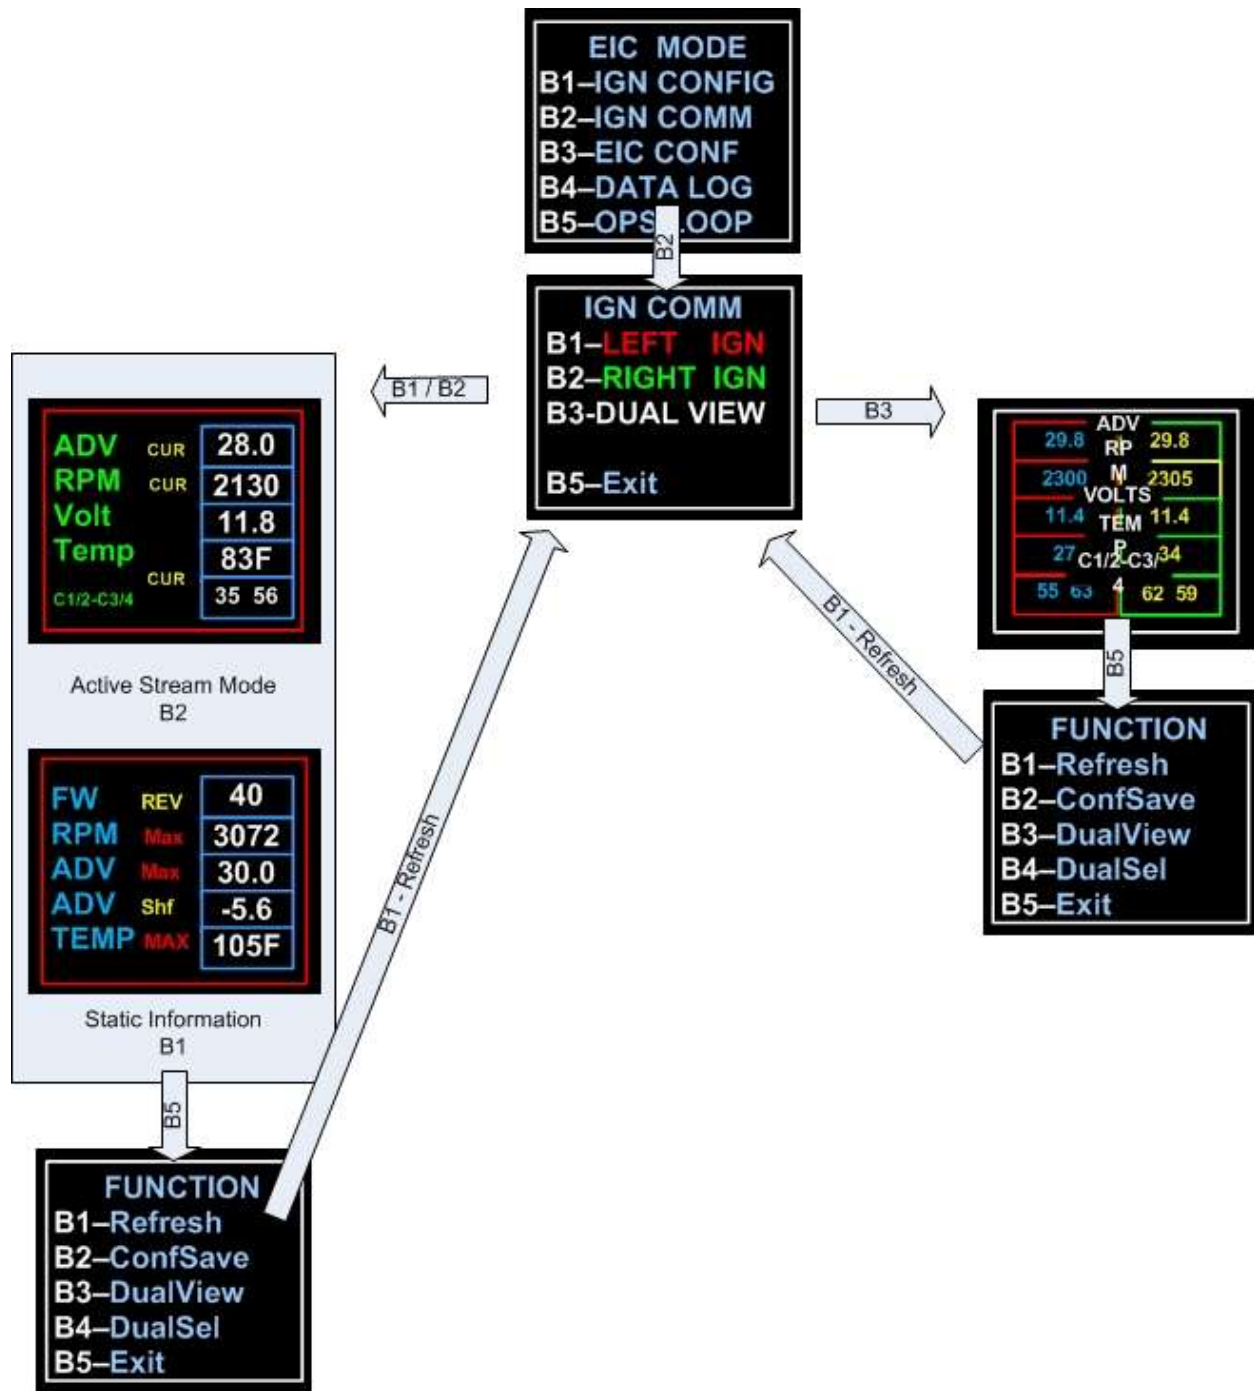 EIC MODE
B1–IGN CONFIG
B2–IGN COMM
B3–EIC CONF
B4–DATA LOG
B5–OPS LOOP
B2
IGN COMM
B1–LEFT IGN
B2–RIGHT IGN
B3-DUAL VIEW
B5–Exit
B1 / B2
B3
ADV CUR 28.0
RPM CUR 2130
Volt 11.8
Temp 83F
CUR
C1/2-C3/4 35 56
Active Stream Mode
B2
FW REV 40
RPM Max 3072
ADV Max 30.0
ADV Shf -5.6
TEMP MAX 105F
Static Information
B1
B5
FUNCTION
B1–Refresh
B2–ConfSave
B3–DualView
B4–DualSel
B5–Exit
B1 - Refresh
ADV
29.8 RP 29.8
M
2300 2305
VOLTS
11.4 TEM 11.4
P
27 C1/2-C3/ 34
4
55 63 62 59
B5
FUNCTION
B1–Refresh
B2–ConfSave
B3–DualView
B4–DualSel
B5–Exit
B1 - Refresh